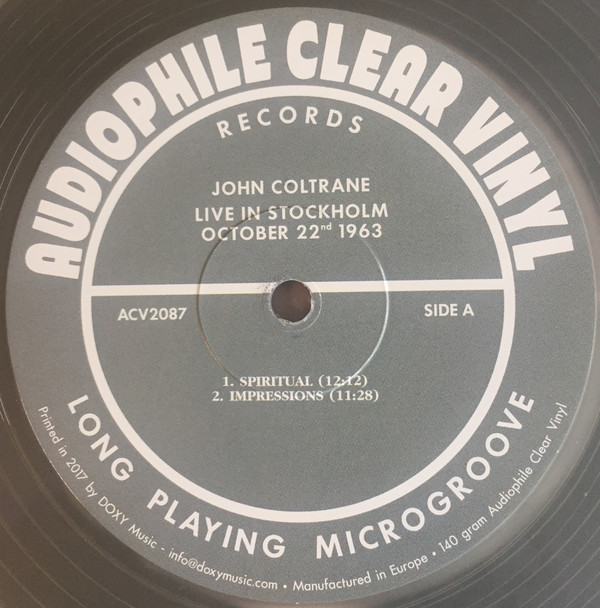 AUDIOPHILE CLEAR VINYL
RECORDS
JOHN COLTRANE
LIVE IN STOCKHOLM
OCTOBER 22nd 1963
ACV2087
SIDE A
1. SPIRITUAL (12:12)
2. IMPRESSIONS (11:28)
LONG PLAYING MICROGROOVE
Printed in 2017 by DOXY Music - info@doxymusic.com • Manufactured in Europe • 140 gram Audiophile Clear Vinyl